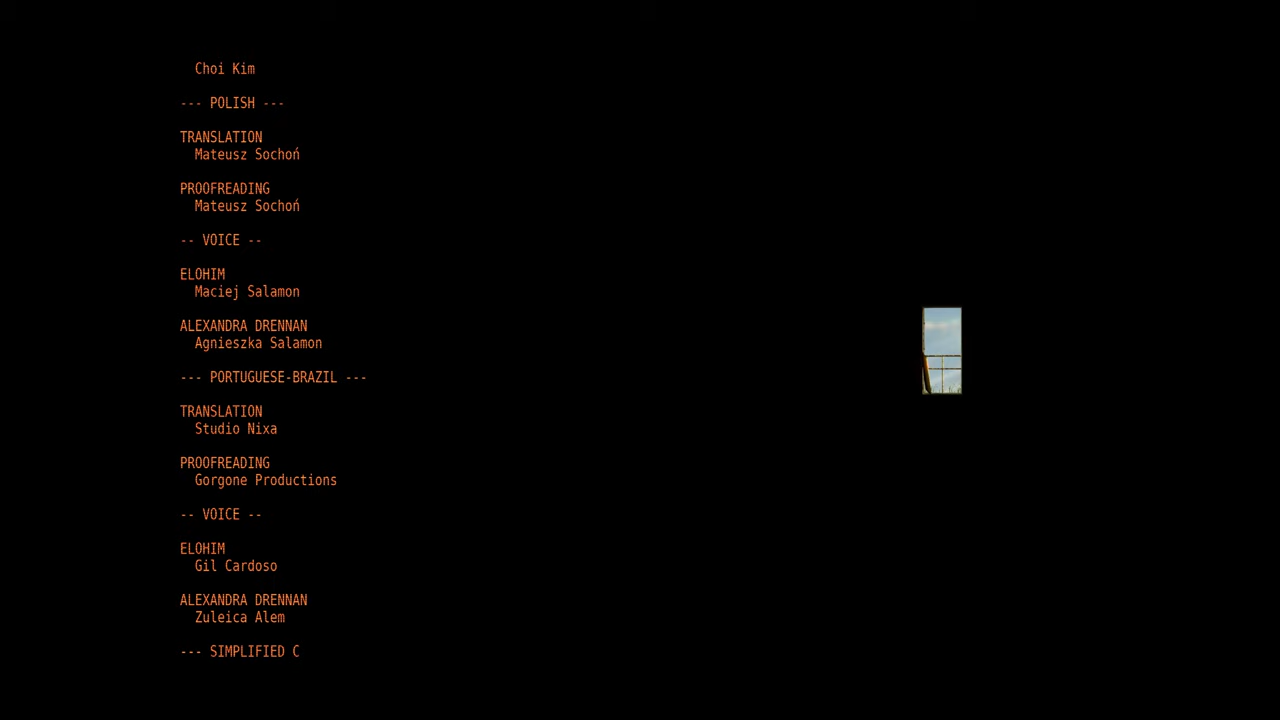 Choi Kim
--- POLISH ---
TRANSLATION
Mateusz Sochoń
PROOFREADING
Mateusz Sochoń
-- VOICE --
ELOHIM
Maciej Salamon
ALEXANDRA DRENNAN
Agnieszka Salamon
--- PORTUGUESE-BRAZIL ---
TRANSLATION
Studio Nixa
PROOFREADING
Gorgone Productions
-- VOICE --
ELOHIM
Gil Cardoso
ALEXANDRA DRENNAN
Zuleica Alem
--- SIMPLIFIED C